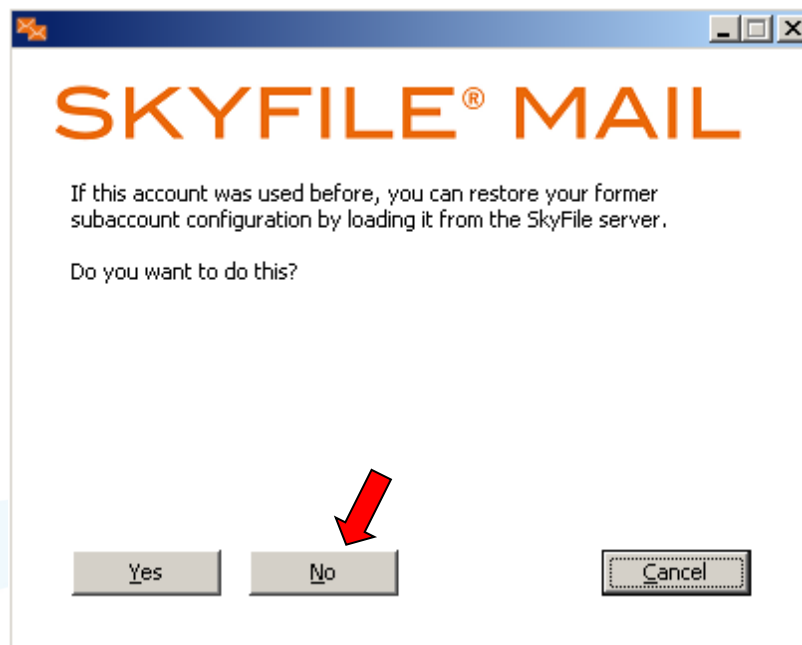 SKYFILE® MAIL
If this account was used before, you can restore your former
subaccount configuration by loading it from the SkyFile server.
Do you want to do this?
Yes No Cancel